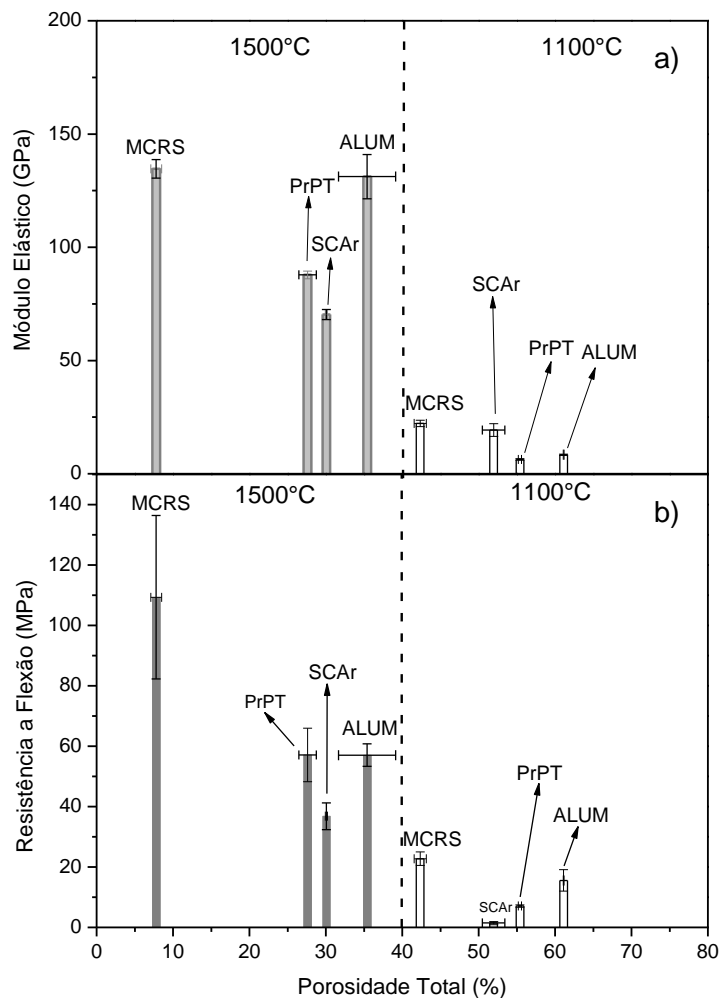 200
150
100
50
0
Módulo Elástico (GPa)
1500°C
1100°C
a)
MCRS
PrPT
SCAr
ALUM
SCAr
PrPT
ALUM
MCRS
140
120
100
80
60
40
20
0
Resistência a Flexão (MPa)
1500°C
1100°C
b)
MCRS
PrPT
SCAr
ALUM
MCRS
SCAr
PrPT
ALUM
0 10 20 30 40 50 60 70 80
Porosidade Total (%)